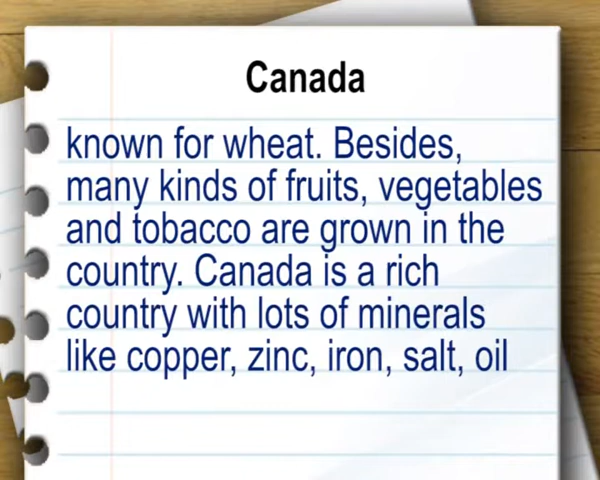 Canada
known for wheat. Besides,
many kinds of fruits, vegetables
and tobacco are grown in the
country. Canada is a rich
country with lots of minerals
like copper, zinc, iron, salt, oil